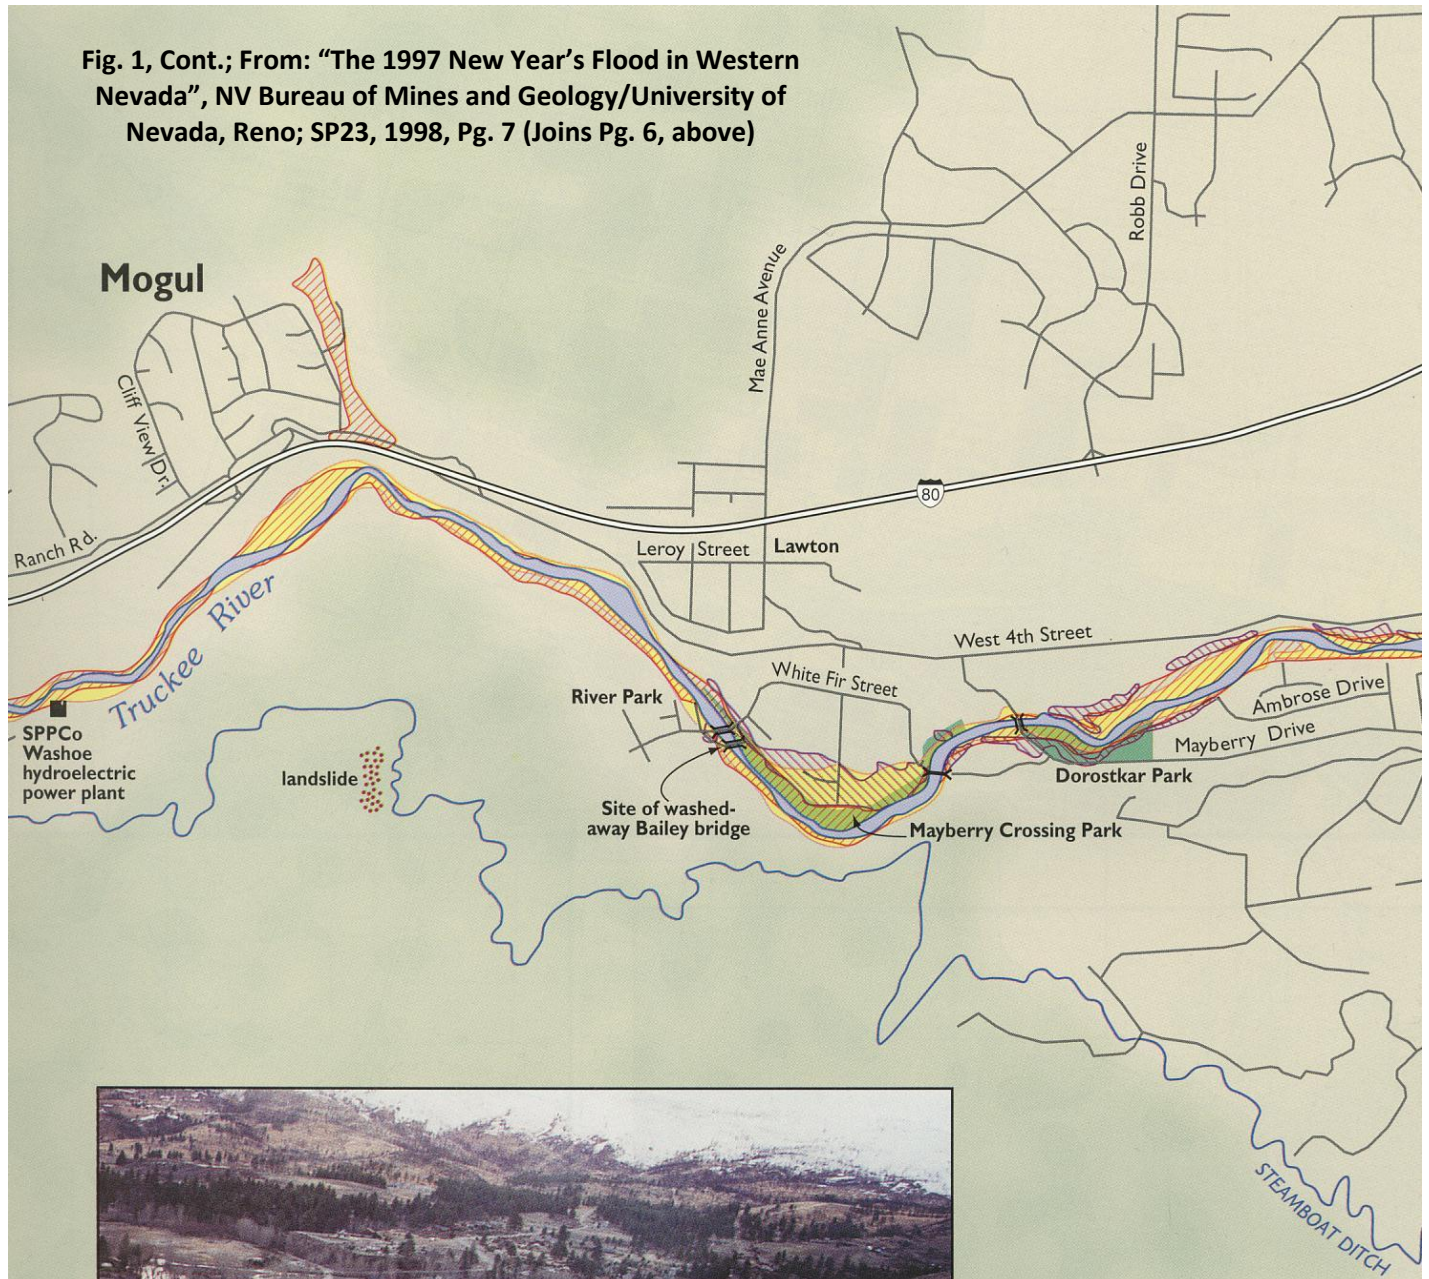 Fig. 1, Cont.; From: “The 1997 New Year’s Flood in Western
Nevada”, NV Bureau of Mines and Geology/University of
Nevada, Reno; SP23, 1998, Pg. 7 (Joins Pg. 6, above)
Robb Drive
Mogul
Mae Anne Avenue
Cliff View Dr.
80
Ranch Rd.
Leroy Street
Lawton
Truckee River
West 4th Street
White Fir Street
River Park
Ambrose Drive
SPPCo
Washoe
hydroelectric
power plant
Mayberry Drive
landslide
Dorostkar Park
Site of washed-
away Bailey bridge
Mayberry Crossing Park
STEAMBOAT DITCH